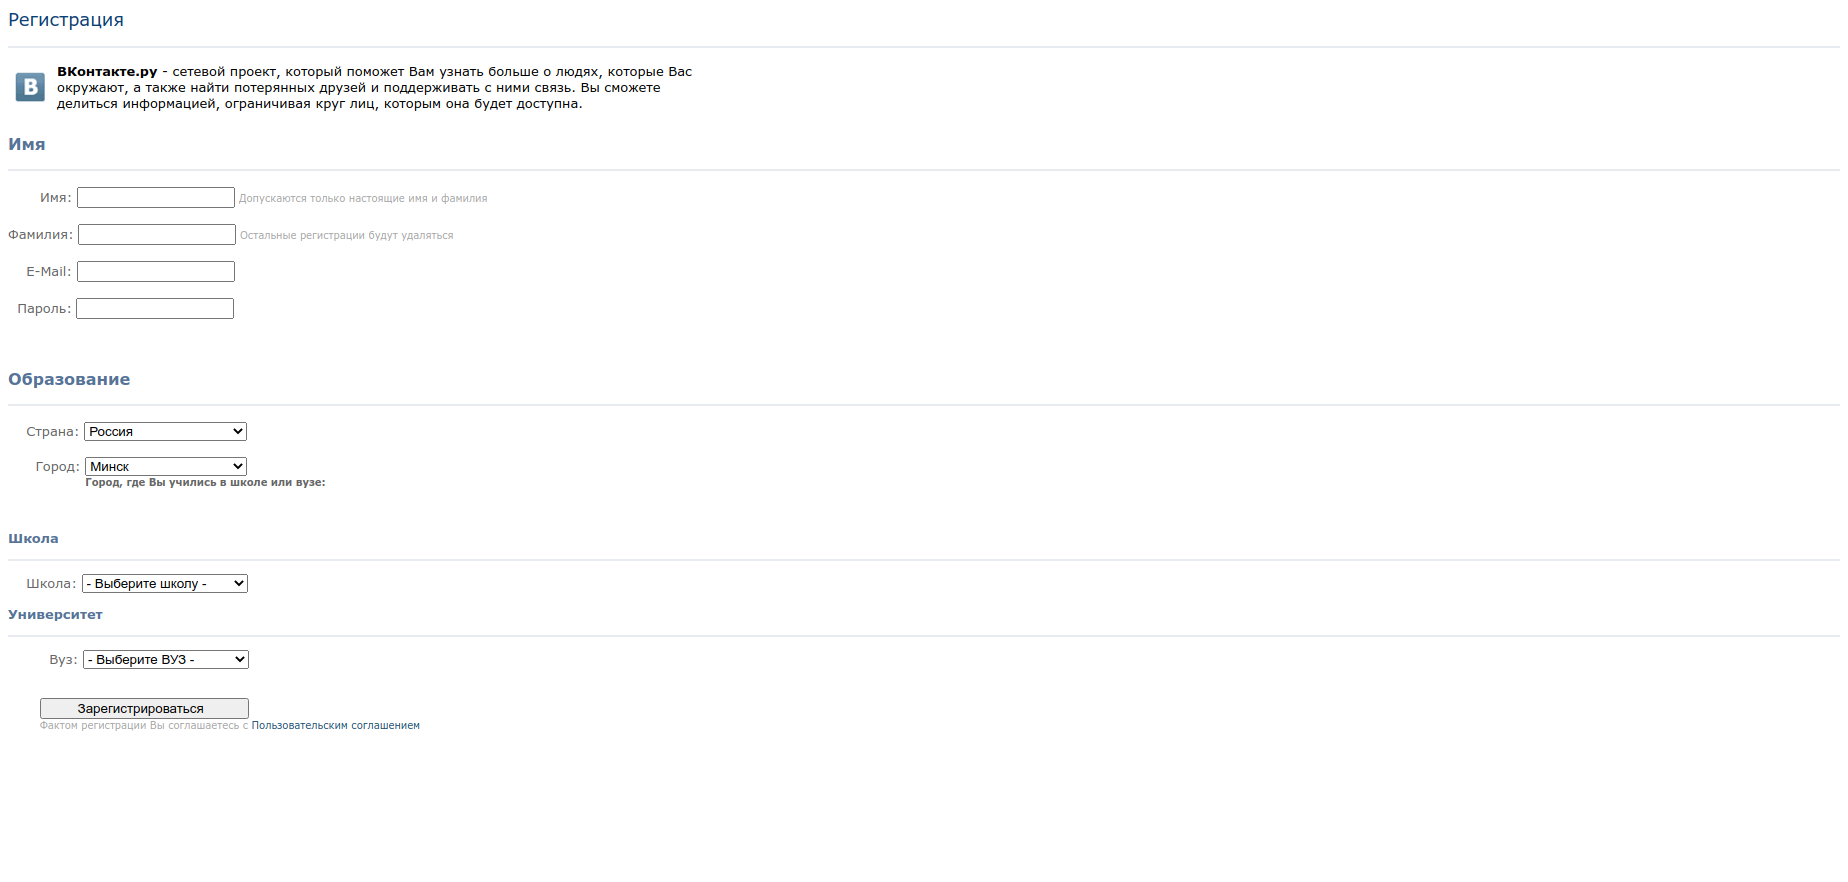 Регистрация
В
ВКонтакте.ру - сетевой проект, который поможет Вам узнать больше о людях, которые Вас
окружают, а также найти потерянных друзей и поддерживать с ними связь. Вы сможете
делиться информацией, ограничивая круг лиц, которым она будет доступна.
Имя
Имя: Допускаются только настоящие имя и фамилия
Фамилия: Остальные регистрации будут удаляться
E-Mail:
Пароль:
Образование
Страна: Россия
Город: Минск
Город, где Вы учились в школе или вузе:
Школа
Школа: - Выберите школу -
Университет
Вуз: - Выберите ВУЗ -
Зарегистрироваться
Фактом регистрации Вы соглашаетесь с Пользовательским соглашением